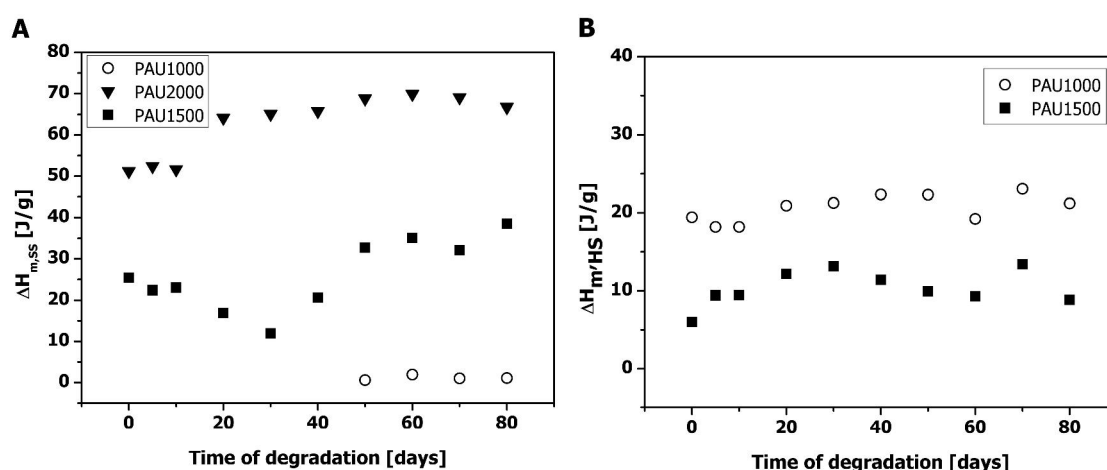 A
80
70
60
50
40
30
20
10
0
ΔHm,SS [J/g]
PAU1000
PAU2000
PAU1500
0 20 40 60 80
Time of degradation [days]
B
40
30
20
10
0
ΔHm'HS [J/g]
PAU1000
PAU1500
0 20 40 60 80
Time of degradation [days]